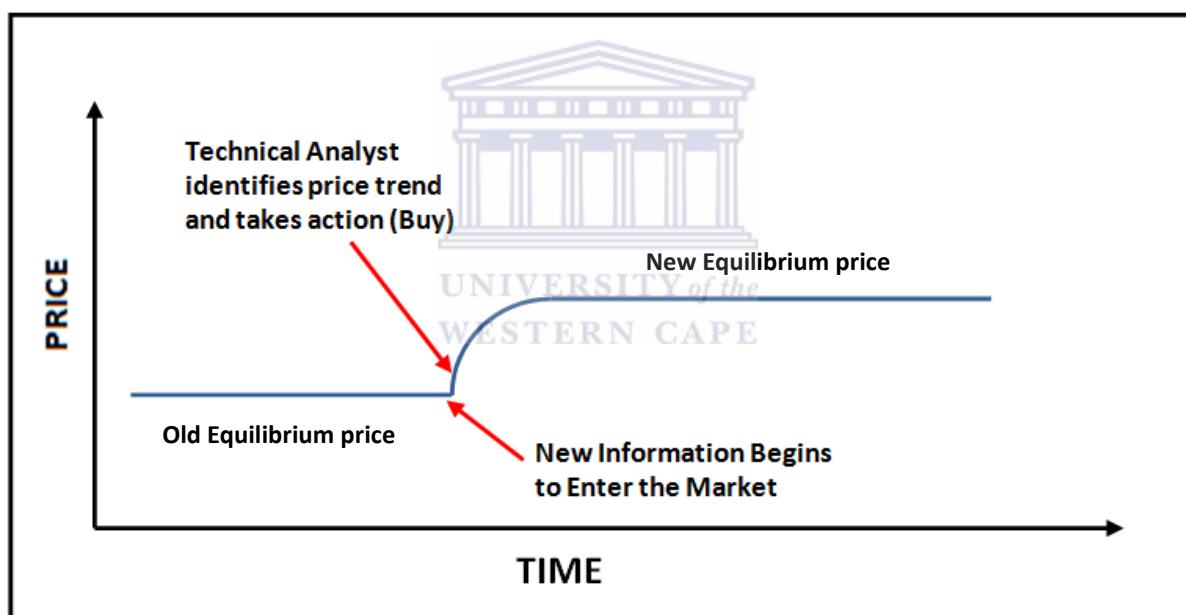 Technical Analyst
identifies price trend
and takes action (Buy)
New Equilibrium price
UNIVERSITY of the
WESTERN CAPE
PRICE
Old Equilibrium price
New Information Begins
to Enter the Market
TIME